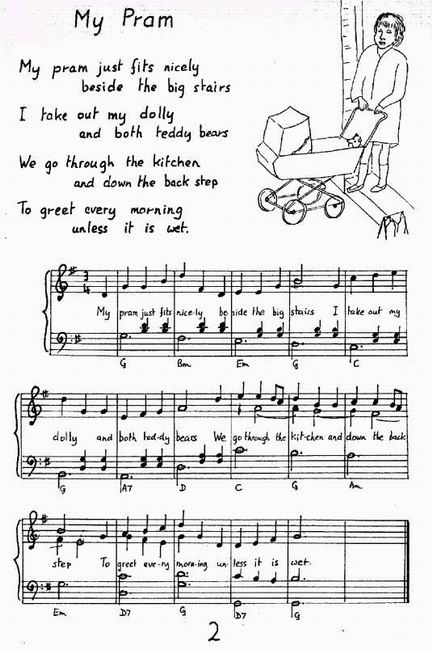 My Pram
My pram just fits nicely
beside the big stairs
I take out my dolly
and both teddy bears
We go through the kitchen
and down the back step
To greet every morning
unless it is wet.
3
4
My pram just fits nice-ly be-side the big stairs I take out my
G Bm Em G C
dolly and both ted-dy bears We go through the kit-chen and down the back
G A7 D C G Am
step To greet eve-ry morn-ing un-less it is wet.
Em D7 G D7 G
2